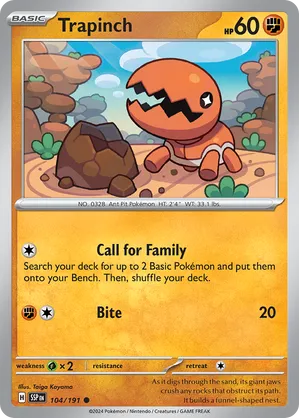 BASIC
Trapinch
HP 60
NO. 0328 Ant Pit Pokémon HT: 2'4" WT: 33.1 lbs.
Call for Family
Search your deck for up to 2 Basic Pokémon and put them
onto your Bench. Then, shuffle your deck.
Bite 20
weakness ×2 resistance retreat
Illus. Taiga Kayama
H SSP EN 104/191
As it digs through the sand, its giant jaws
crush any rocks that obstruct its path.
It builds a funnel-shaped nest.
©2024 Pokémon / Nintendo / Creatures / GAME FREAK